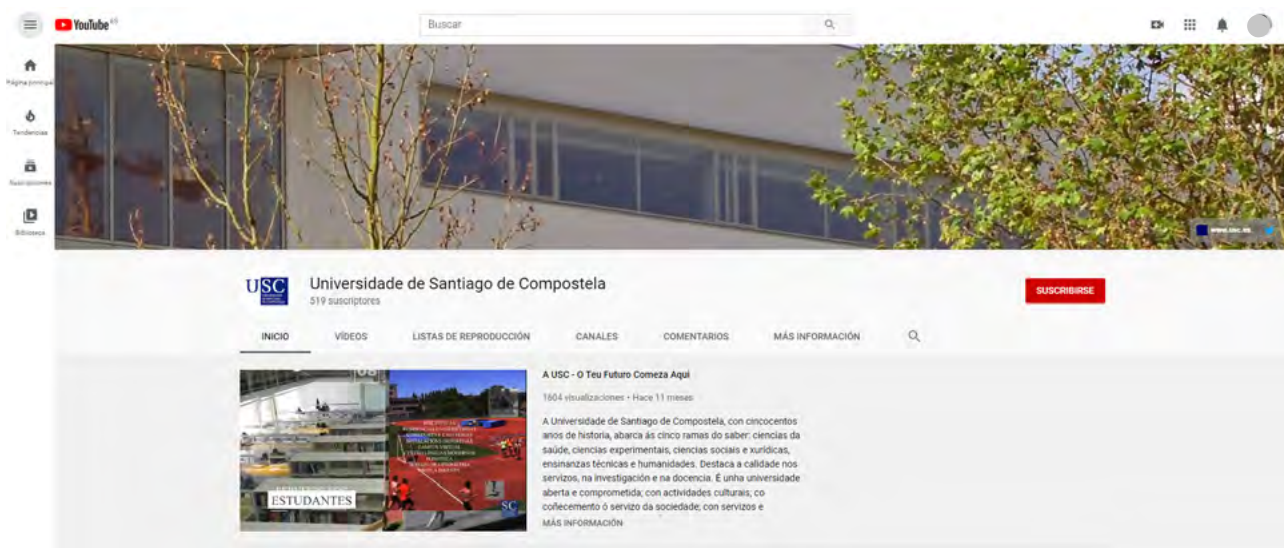 YouTube ES
Buscar
Página principal
Tendencias
Suscripciones
Biblioteca
www.usc.es
USC
Universidade de Santiago de Compostela
519 suscriptores
SUSCRIBIRSE
INICIO
VÍDEOS
LISTAS DE REPRODUCCIÓN
CANALES
COMENTARIOS
MÁS INFORMACIÓN
ESTUDANTES
SC
A USC - O Teu Futuro Comeza Aqui
1604 visualizaciones • Hace 11 meses
A Universidade de Santiago de Compostela, con cincocentos
anos de historia, abarca ás cinco ramas do saber: ciencias da
saúde, ciencias experimentais, ciencias sociais e xurídicas,
ensinanzas técnicas e humanidades. Destaca a calidade nos
servizos, na investigación e na docencia. É unha universidade
aberta e comprometida; con actividades culturais; co
coñecemento ó servizo da sociedade; con servizos e
MÁS INFORMACIÓN